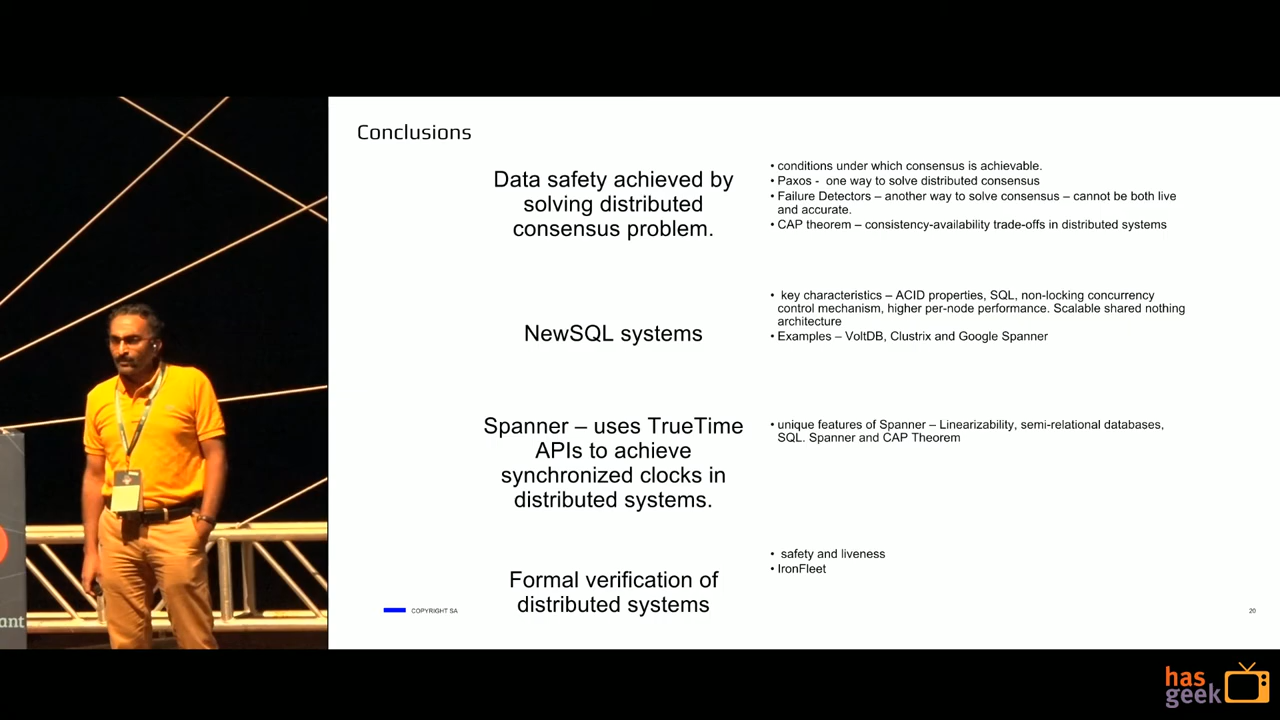 Conclusions
Data safety achieved by
solving distributed
consensus problem.
• conditions under which consensus is achievable.
• Paxos - one way to solve distributed consensus
• Failure Detectors – another way to solve consensus – cannot be both live
and accurate.
• CAP theorem – consistency-availability trade-offs in distributed systems
NewSQL systems
• key characteristics – ACID properties, SQL, non-locking concurrency
control mechanism, higher per-node performance. Scalable shared nothing
architecture
• Examples – VoltDB, Clustrix and Google Spanner
Spanner – uses TrueTime
APIs to achieve
synchronized clocks in
distributed systems.
• unique features of Spanner – Linearizability, semi-relational databases,
SQL. Spanner and CAP Theorem
Formal verification of
distributed systems
• safety and liveness
• IronFleet
COPYRIGHT SA
20
ant
has
geek